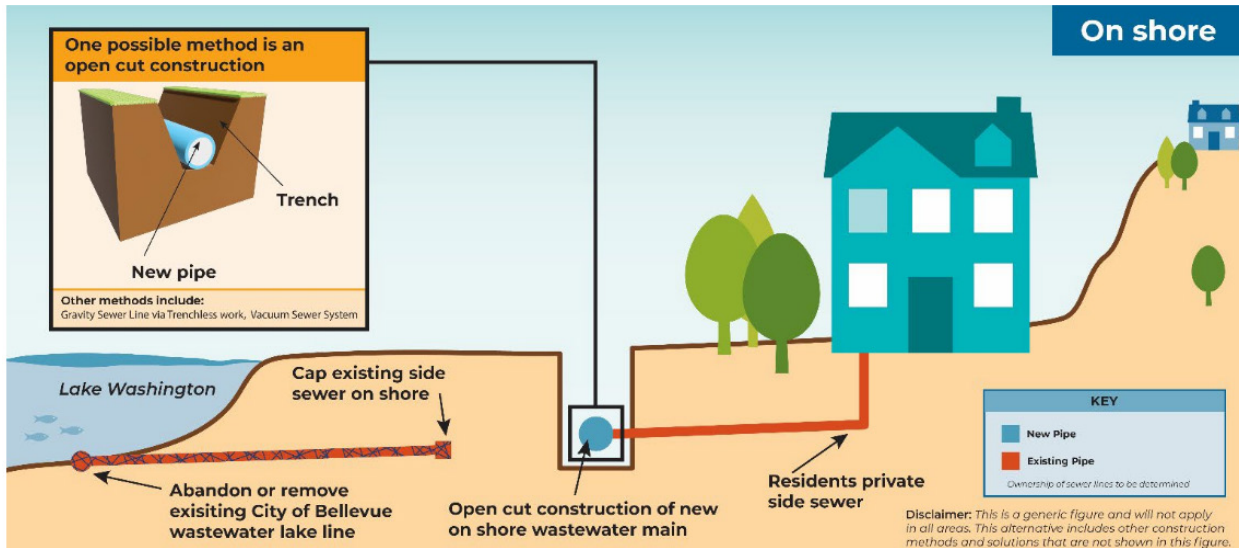 On shore
One possible method is an
open cut construction
Trench
New pipe
Other methods include:
Gravity Sewer Line via Trenchless work, Vacuum Sewer System
Lake Washington
Cap existing side
sewer on shore
Abandon or remove
exisiting City of Bellevue
wastewater lake line
Open cut construction of new
on shore wastewater main
Residents private
side sewer
KEY
New Pipe
Existing Pipe
Ownership of sewer lines to be determined
Disclaimer: This is a generic figure and will not apply
in all areas. This alternative includes other construction
methods and solutions that are not shown in this figure.